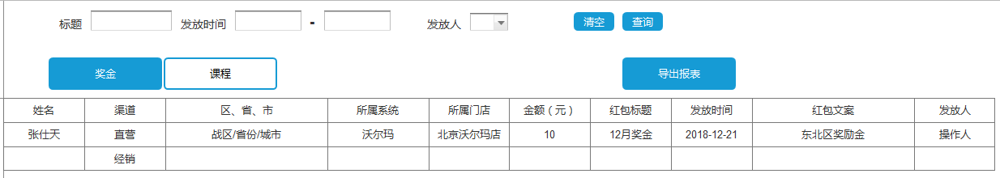 标题 发放时间 - 发放人 清空 查询
奖金 课程 导出报表
姓名 渠道 区、省、市 所属系统 所属门店 金额（元） 红包标题 发放时间 红包文案 发放人
张仕天 直营 战区/省份/城市 沃尔玛 北京沃尔玛店 10 12月奖金 2018-12-21 东北区奖励金 操作人
经销